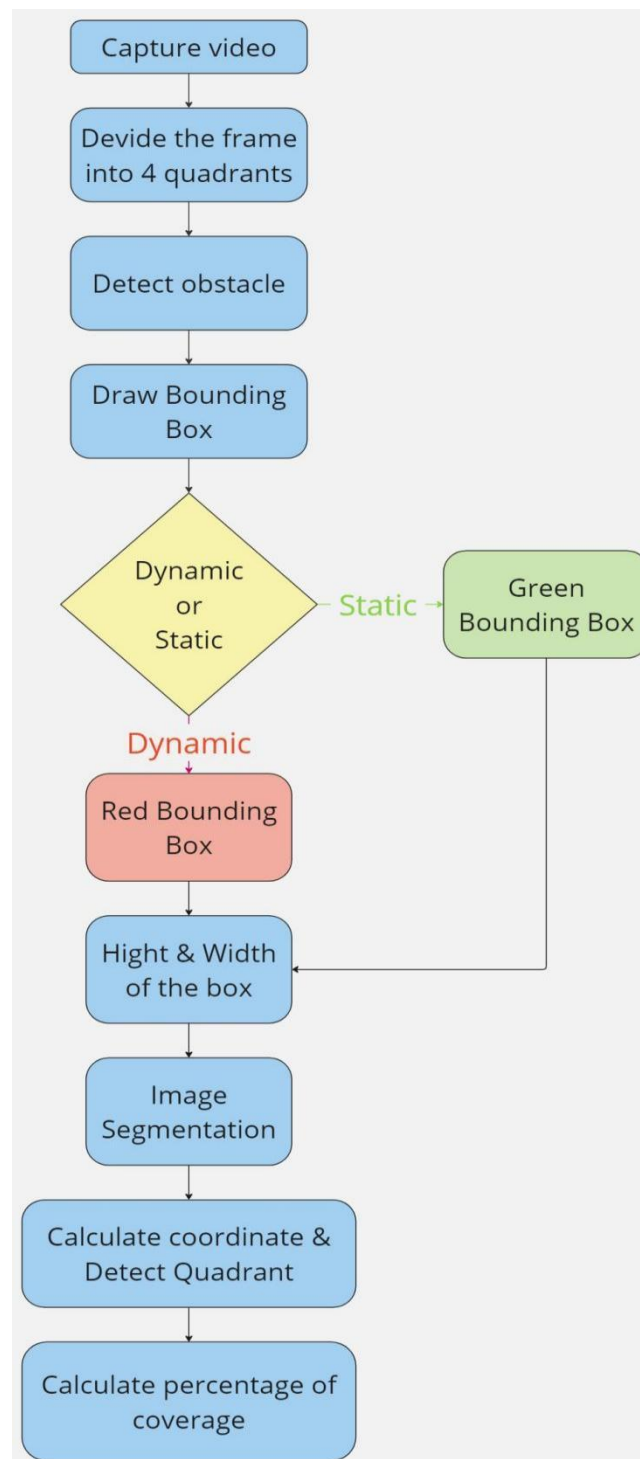 Capture video
Devide the frame
into 4 quadrants
Detect obstacle
Draw Bounding
Box
Dynamic
or
Static
Static
Green
Bounding Box
Dynamic
Red Bounding
Box
Hight & Width
of the box
Image
Segmentation
Calculate coordinate &
Detect Quadrant
Calculate percentage of
coverage